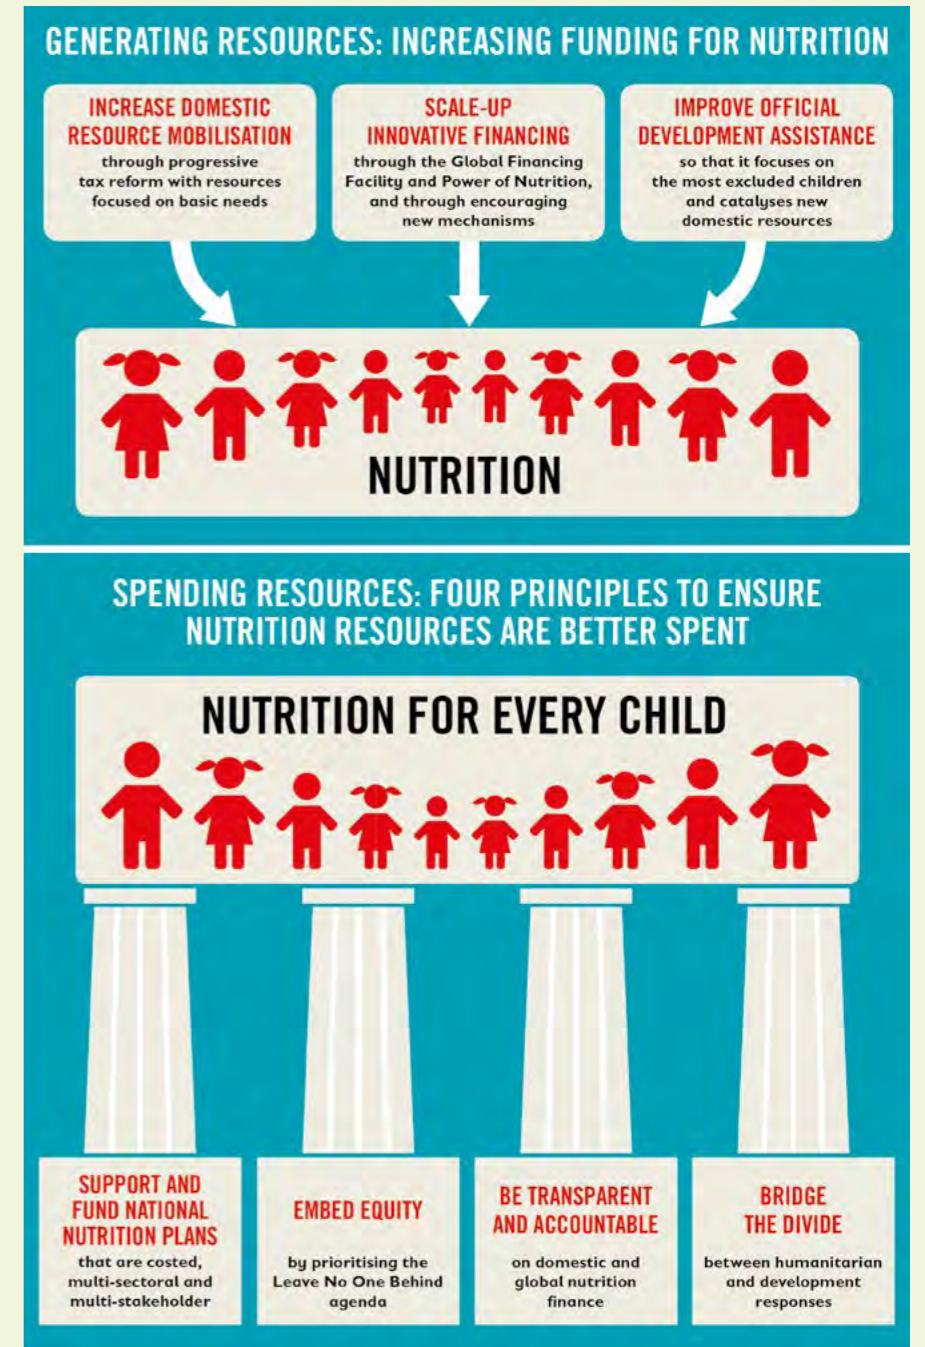 GENERATING RESOURCES: INCREASING FUNDING FOR NUTRITION
INCREASE DOMESTIC
RESOURCE MOBILISATION
through progressive
tax reform with resources
focused on basic needs
SCALE-UP
INNOVATIVE FINANCING
through the Global Financing
Facility and Power of Nutrition,
and through encouraging
new mechanisms
IMPROVE OFFICIAL
DEVELOPMENT ASSISTANCE
so that it focuses on
the most excluded children
and catalyses new
domestic resources
NUTRITION
SPENDING RESOURCES: FOUR PRINCIPLES TO ENSURE
NUTRITION RESOURCES ARE BETTER SPENT
NUTRITION FOR EVERY CHILD
SUPPORT AND
FUND NATIONAL
NUTRITION PLANS
that are costed,
multi-sectoral and
multi-stakeholder
EMBED EQUITY
by prioritising the
Leave No One Behind
agenda
BE TRANSPARENT
AND ACCOUNTABLE
on domestic and
global nutrition
finance
BRIDGE
THE DIVIDE
between humanitarian
and development
responses